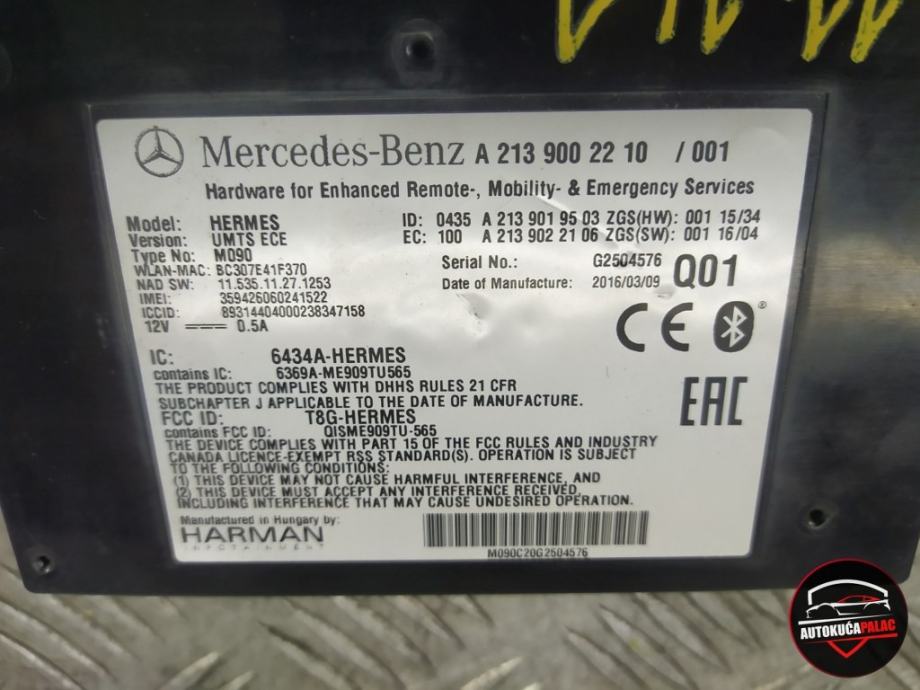 Mercedes-Benz A 213 900 22 10 / 001
Hardware for Enhanced Remote-, Mobility- & Emergency Services
Model: HERMES ID: 0435 A 213 901 95 03 ZGS(HW): 001 15/34
Version: UMTS ECE EC: 100 A 213 902 21 06 ZGS(SW): 001 16/04
Type No: M090 Serial No.: G2504576 Q01
WLAN-MAC: BC307E41F370
NAD SW: 11.535.11.27.1253 Date of Manufacture: 2016/03/09
IMEI: 359426060241522
ICCID: 89314404000238347158
12V 0.5A
CE
IC: 6434A-HERMES
contains IC: 6369A-ME909TU565
THE PRODUCT COMPLIES WITH DHHS RULES 21 CFR
SUBCHAPTER J APPLICABLE TO THE DATE OF MANUFACTURE.
EAC
FCC ID: T8G-HERMES
contains FCC ID: QISME909TU-565
THE DEVICE COMPLIES WITH PART 15 OF THE FCC RULES AND INDUSTRY
CANADA LICENCE-EXEMPT RSS STANDARD(S). OPERATION IS SUBJECT
TO THE FOLLOWING CONDITIONS:
(1) THIS DEVICE MAY NOT CAUSE HARMFUL INTERFERENCE, AND
(2) THIS DEVICE MUST ACCEPT ANY INTERFERENCE RECEIVED,
INCLUDING INTERFERENCE THAT MAY CAUSE UNDESIRED OPERATION.
Manufactured in Hungary by:
HARMAN
INFOTAINMENT
M090C20G2504576
AUTOKUĆAPALAC